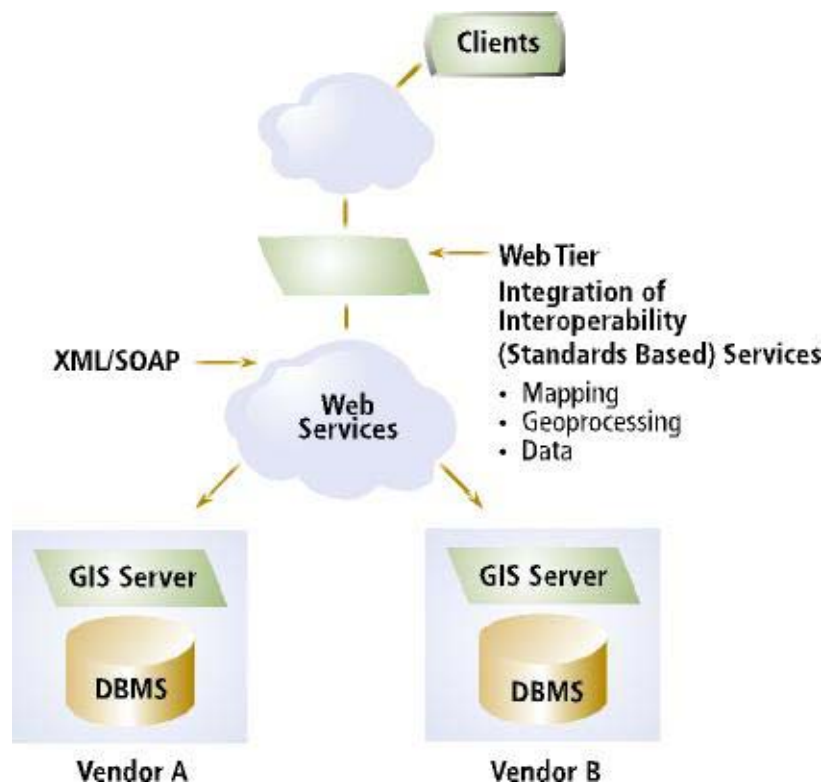 Clients
Web Tier
Integration of
Interoperability
(Standards Based) Services
• Mapping
• Geoprocessing
• Data
XML/SOAP
Web
Services
GIS Server
DBMS
Vendor A
GIS Server
DBMS
Vendor B